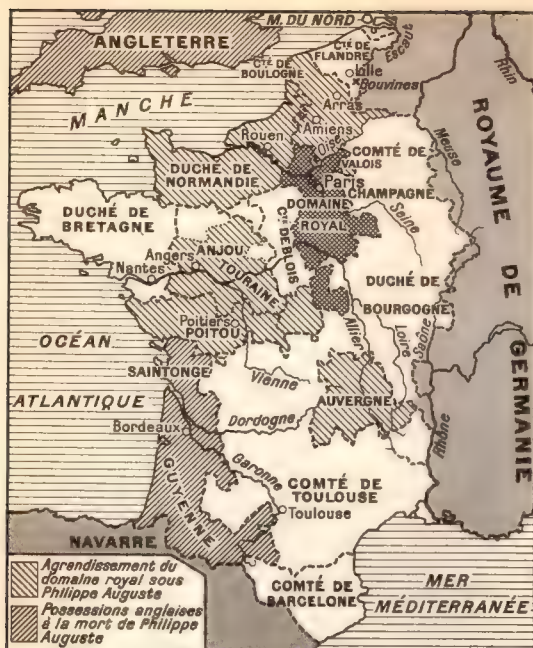 M. DU NORD
ANGLETERRE
Cté DE
FLANDRE
Escaut
Cté DE
BOULOGNE
Lille
Bouvines
Rhin
Arras
MANCHE
Amiens
Rouen
Oise
COMTÉ DE
VALOIS
Meuse
DUCHÉ DE
NORMANDIE
Paris
CHAMPAGNE
DOMAINE
ROYAL
Seine
DUCHÉ DE
BRETAGNE
Cté DE BLOIS
Angers
ANJOU
Nantes
TOURAINE
DUCHÉ DE
BOURGOGNE
ROYAUME DE GERMANIE
Poitiers
POITOU
Allier
Loire
Saône
OCÉAN
ATLANTIQUE
SAINTONGE
Vienne
AUVERGNE
Dordogne
Bordeaux
Rhône
Garonne
GUYENNE
COMTÉ DE
TOULOUSE
Toulouse
NAVARRE
COMTÉ DE
BARCELONE
MER
MÉDITERRANÉE
Agrendissement du
domaine royal sous
Philippe Auguste
Possessions anglaises
à la mort de Philippe
Auguste